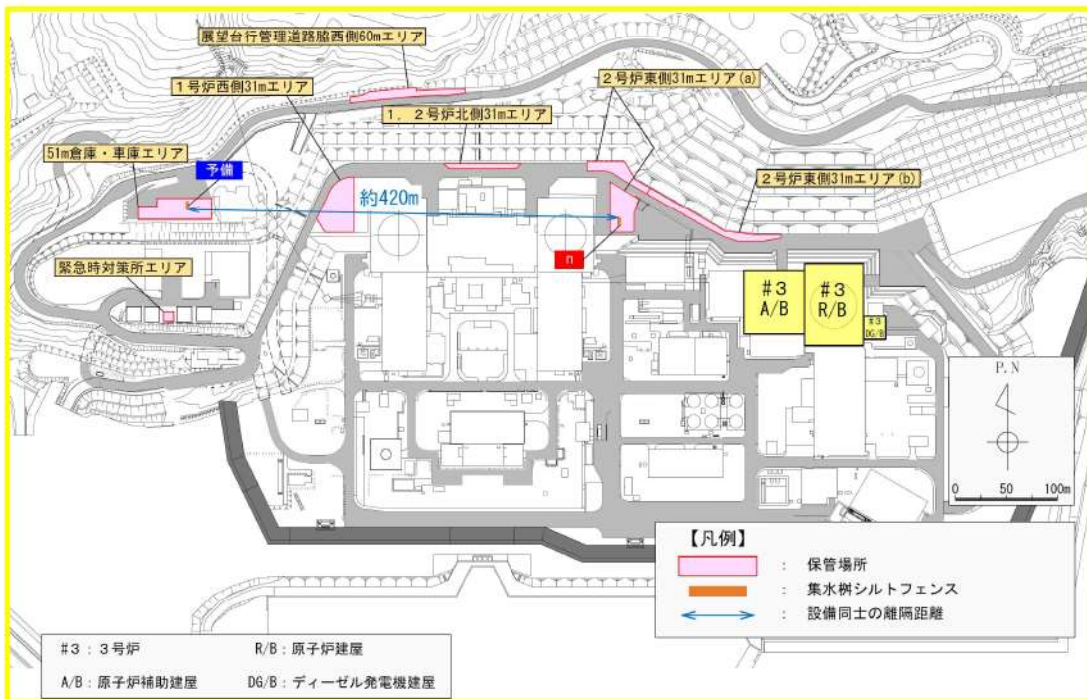 展望台行管理道路脇西側60mエリア
1号炉西側31mエリア
2号炉東側31mエリア(a)
1,2号炉北側31mエリア
51m倉庫・車庫エリア
予備
2号炉東側31mエリア(b)
約420m
n
緊急時対策所エリア
#3
A/B
#3
R/B
#3
DG/B
P.N
0 50 100m
【凡例】
: 保管場所
: 集水桝シルトフェンス
: 設備同士の離隔距離
#3:3号炉 R/B:原子炉建屋
A/B:原子炉補助建屋 DG/B:ディーゼル発電機建屋